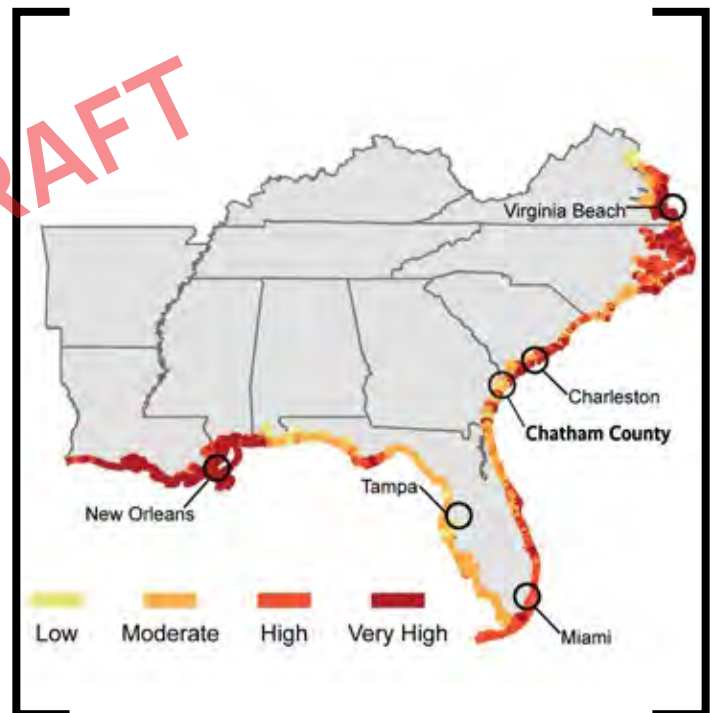 RAFT
Virginia Beach
Charleston
Chatham County
Tampa
New Orleans
Miami
Low Moderate High Very High